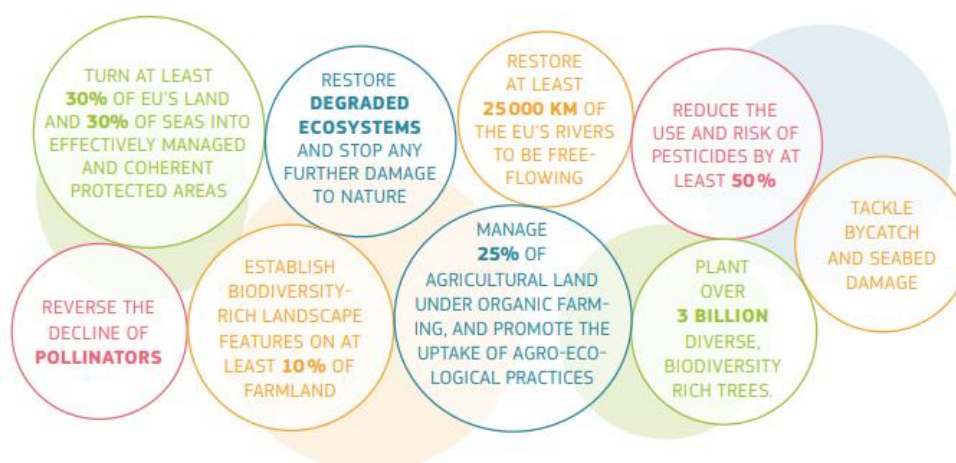 TURN AT LEAST
30% OF EU'S LAND
AND 30% OF SEAS INTO
EFFECTIVELY MANAGED
AND COHERENT
PROTECTED AREAS
RESTORE
DEGRADED
ECOSYSTEMS
AND STOP ANY
FURTHER DAMAGE
TO NATURE
RESTORE
AT LEAST
25 000 KM OF
THE EU'S RIVERS
TO BE FREE-
FLOWING
REDUCE THE
USE AND RISK OF
PESTICIDES BY AT
LEAST 50%
TACKLE
BYCATCH
AND SEABED
DAMAGE
REVERSE THE
DECLINE OF
POLLINATORS
ESTABLISH
BIODIVERSITY-
RICH LANDSCAPE
FEATURES ON AT
LEAST 10% OF
FARMLAND
MANAGE
25% OF
AGRICULTURAL LAND
UNDER ORGANIC FARM-
ING, AND PROMOTE THE
UPTAKE OF AGRO-ECO-
LOGICAL PRACTICES
PLANT
OVER
3 BILLION
DIVERSE,
BIODIVERSITY
RICH TREES.